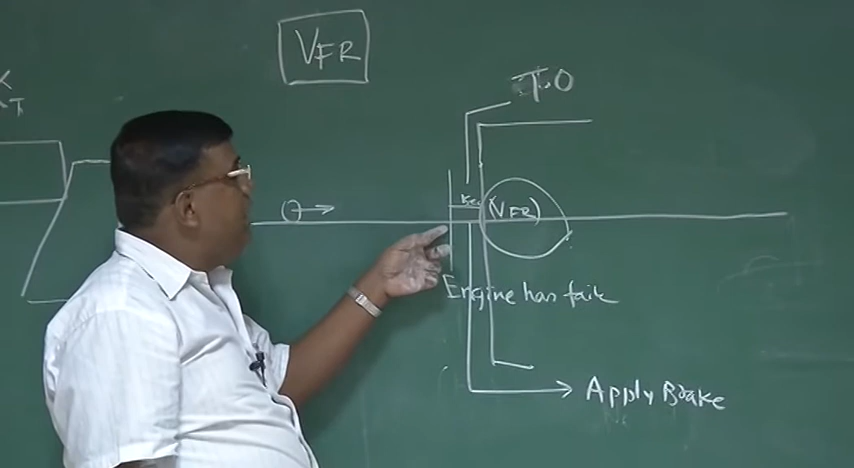 VFR
T.O
(VFR)
Engine has fail
Apply Brake